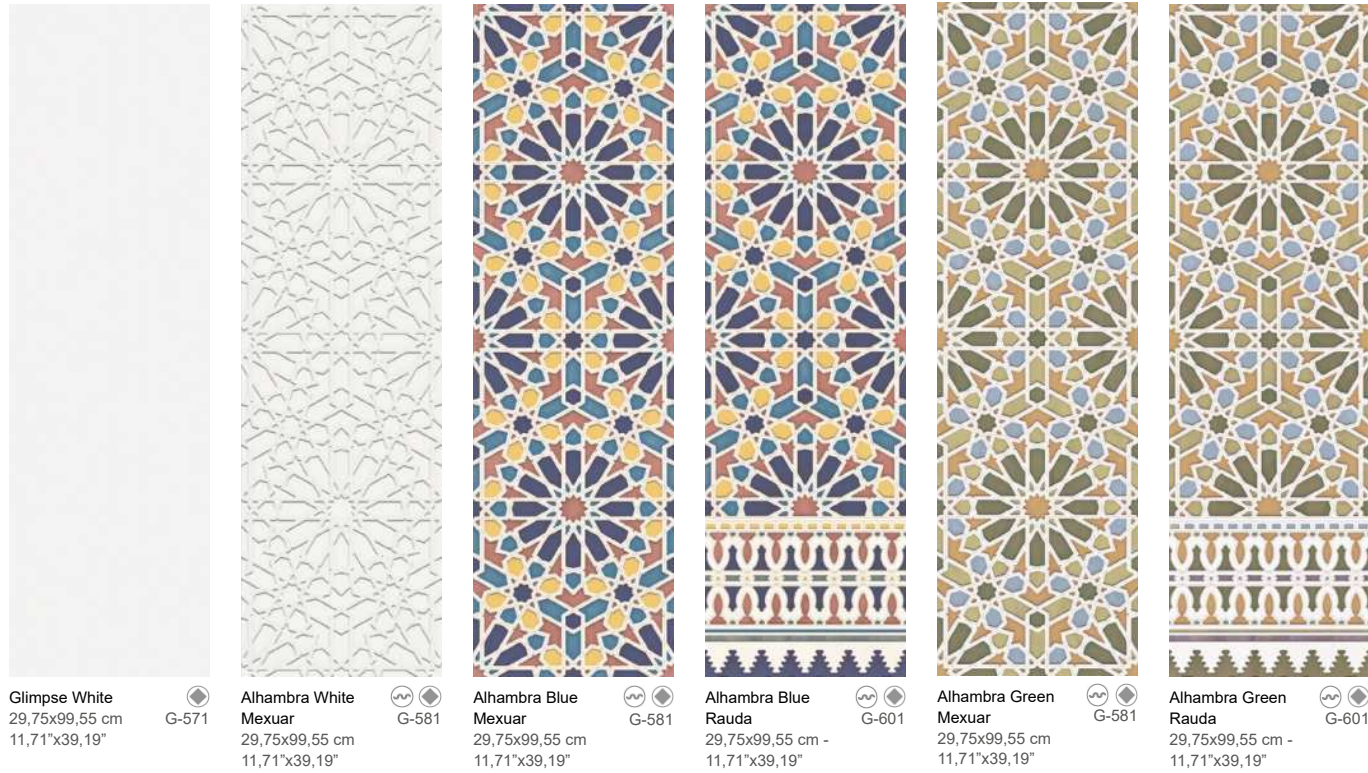 Glimpse White
29,75x99,55 cm G-571
11,71”x39,19”
Alhambra White
Mexuar G-581
29,75x99,55 cm
11,71”x39,19”
Alhambra Blue
Mexuar G-581
29,75x99,55 cm
11,71”x39,19”
Alhambra Blue
Rauda G-601
29,75x99,55 cm -
11,71”x39,19”
Alhambra Green
Mexuar G-581
29,75x99,55 cm
11,71”x39,19”
Alhambra Green
Rauda G-601
29,75x99,55 cm -
11,71”x39,19”